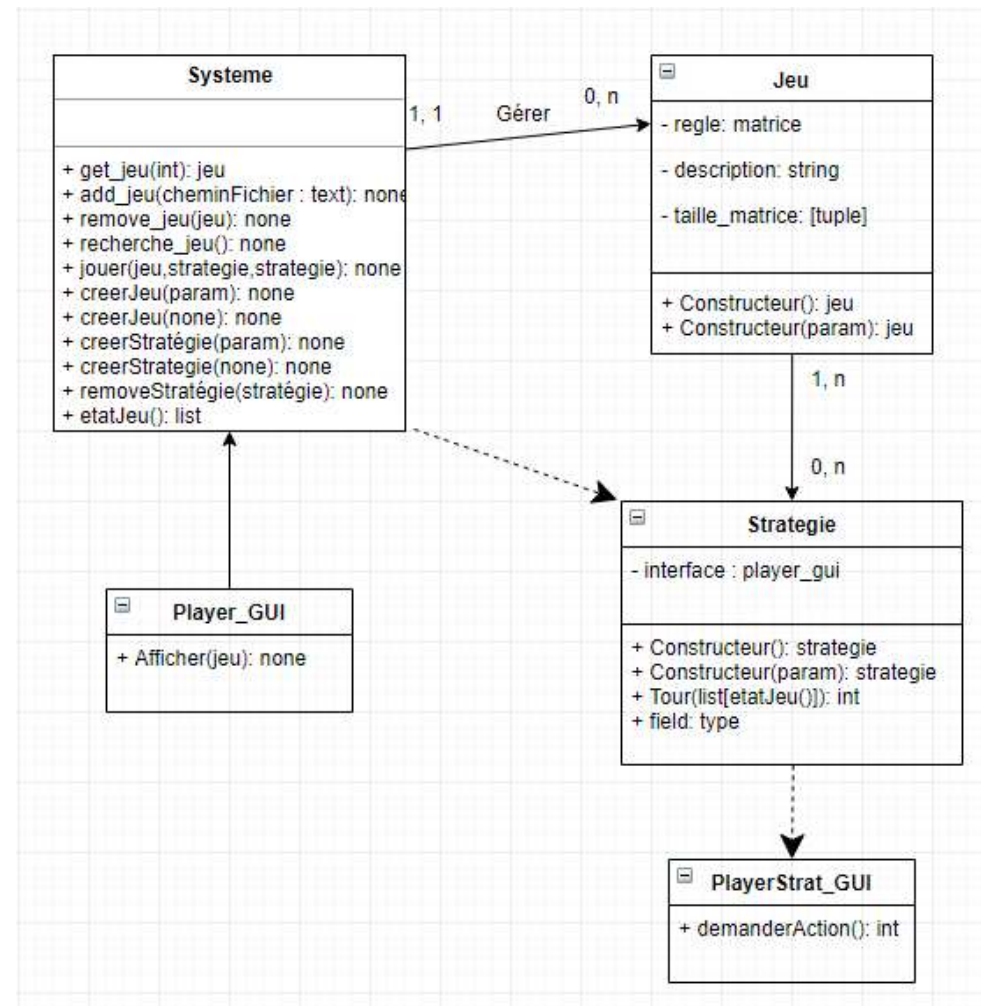 Systeme
+ get_jeu(int): jeu
+ add_jeu(cheminFichier : text): none
+ remove_jeu(jeu): none
+ recherche_jeu(): none
+ jouer(jeu,strategie,strategie): none
+ creerJeu(param): none
+ creerJeu(none): none
+ creerStratégie(param): none
+ creerStrategie(none): none
+ removeStratégie(stratégie): none
+ etatJeu(): list
1, 1
Gérer
0, n
Jeu
- regle: matrice
- description: string
- taille_matrice: [tuple]
+ Constructeur(): jeu
+ Constructeur(param): jeu
1, n
0, n
Strategie
- interface : player_gui
+ Constructeur(): strategie
+ Constructeur(param): strategie
+ Tour(list[etatJeu()]): int
+ field: type
Player_GUI
+ Afficher(jeu): none
PlayerStrat_GUI
+ demanderAction(): int